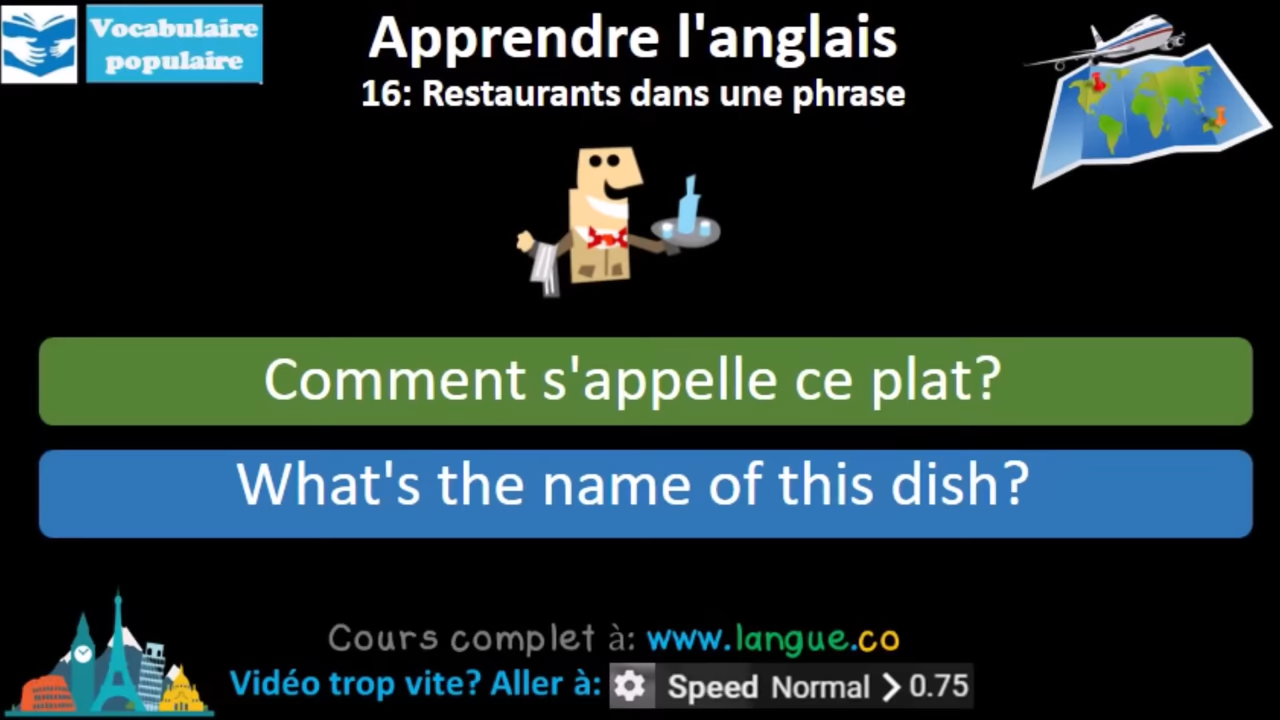 Vocabulaire
populaire
Apprendre l'anglais
16: Restaurants dans une phrase
Comment s'appelle ce plat?
What's the name of this dish?
Cours complet à: www.langue.co
Vidéo trop vite? Aller à: Speed Normal > 0.75